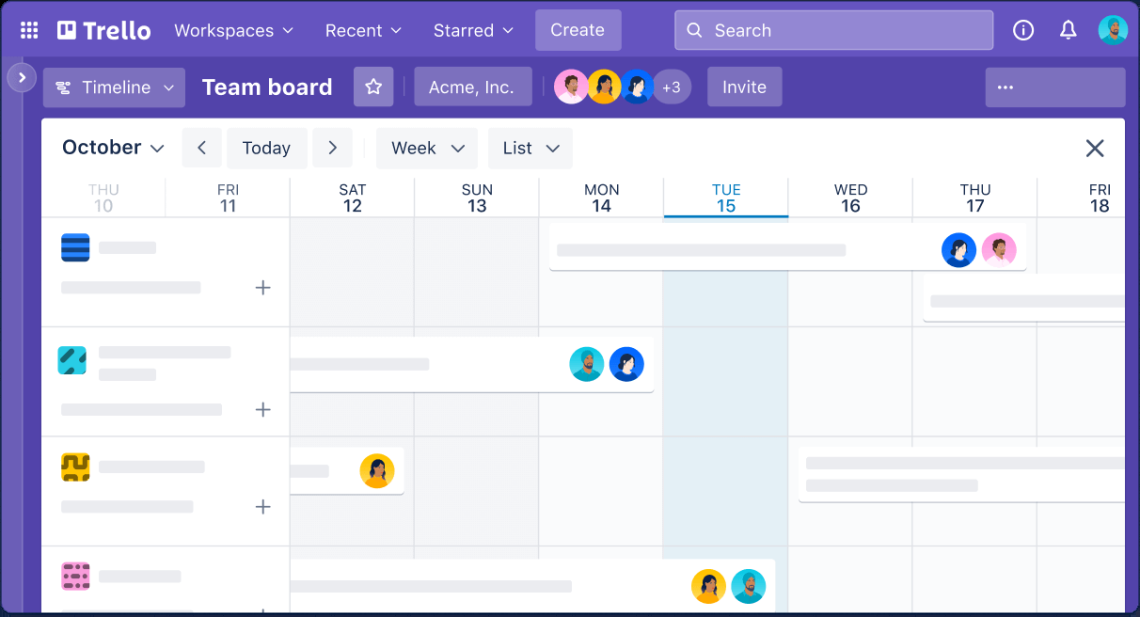 Trello Workspaces Recent Starred Create Search
Timeline Team board Acme, Inc. +3 Invite
October Today Week List
THU FRI SAT SUN MON TUE WED THU FRI
10 11 12 13 14 15 16 17 18